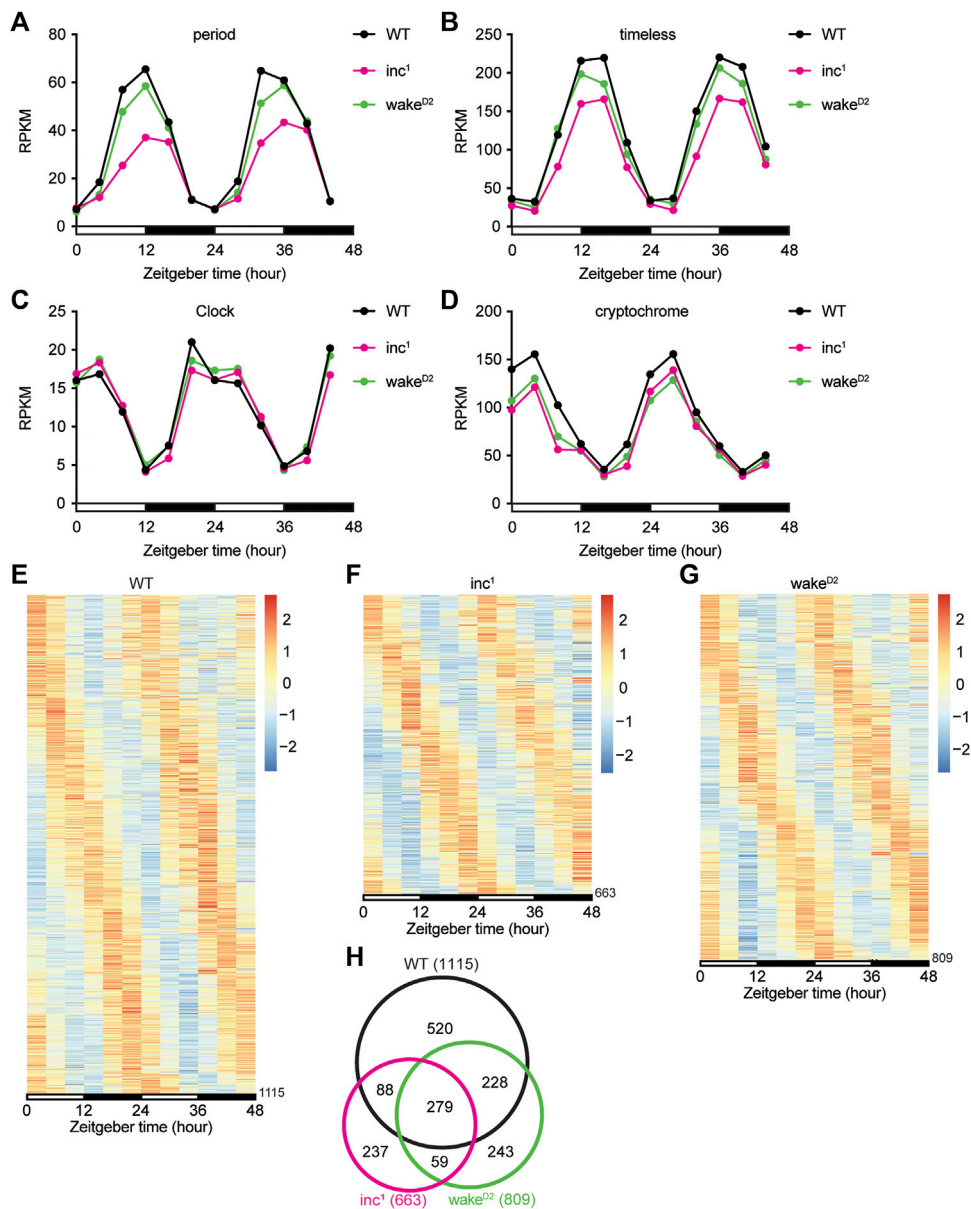 A
period
WT
inc¹
wakeᴰ²
80
60
40
20
0
RPKM
0 12 24 36 48
Zeitgeber time (hour)
B
timeless
WT
inc¹
wakeᴰ²
250
200
150
100
50
0
RPKM
0 12 24 36 48
Zeitgeber time (hour)
C
Clock
WT
inc¹
wakeᴰ²
25
20
15
10
5
0
RPKM
0 12 24 36 48
Zeitgeber time (hour)
D
cryptochrome
WT
inc¹
wakeᴰ²
200
150
100
50
0
RPKM
0 12 24 36 48
Zeitgeber time (hour)
E
WT
2
1
0
−1
−2
1115
0 12 24 36 48
Zeitgeber time (hour)
F
inc¹
2
1
0
−1
−2
663
0 12 24 36 48
Zeitgeber time (hour)
G
wakeᴰ²
2
1
0
−1
−2
809
0 12 24 36 48
Zeitgeber time (hour)
H
WT (1115)
520
88
228
279
237
59
243
inc¹ (663)
wakeᴰ² (809)